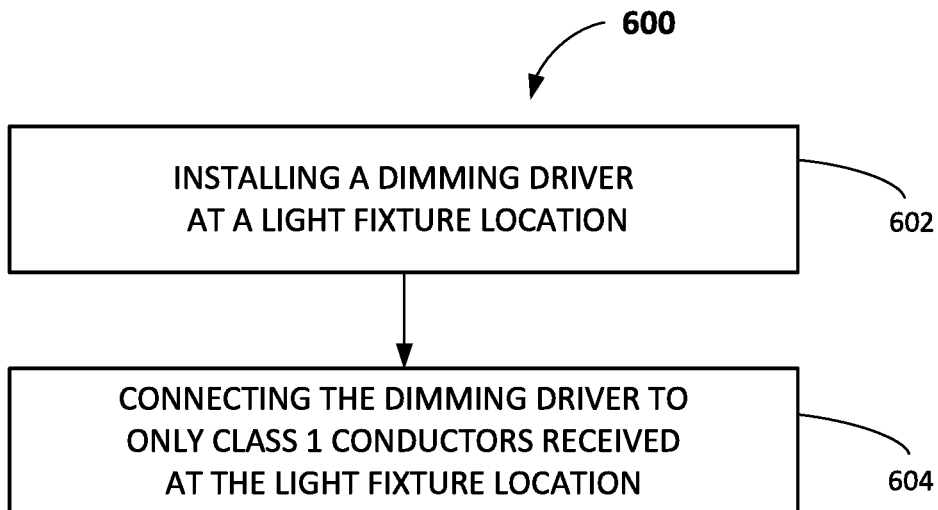 600
INSTALLING A DIMMING DRIVER
AT A LIGHT FIXTURE LOCATION
602
CONNECTING THE DIMMING DRIVER TO
ONLY CLASS 1 CONDUCTORS RECEIVED
AT THE LIGHT FIXTURE LOCATION
604